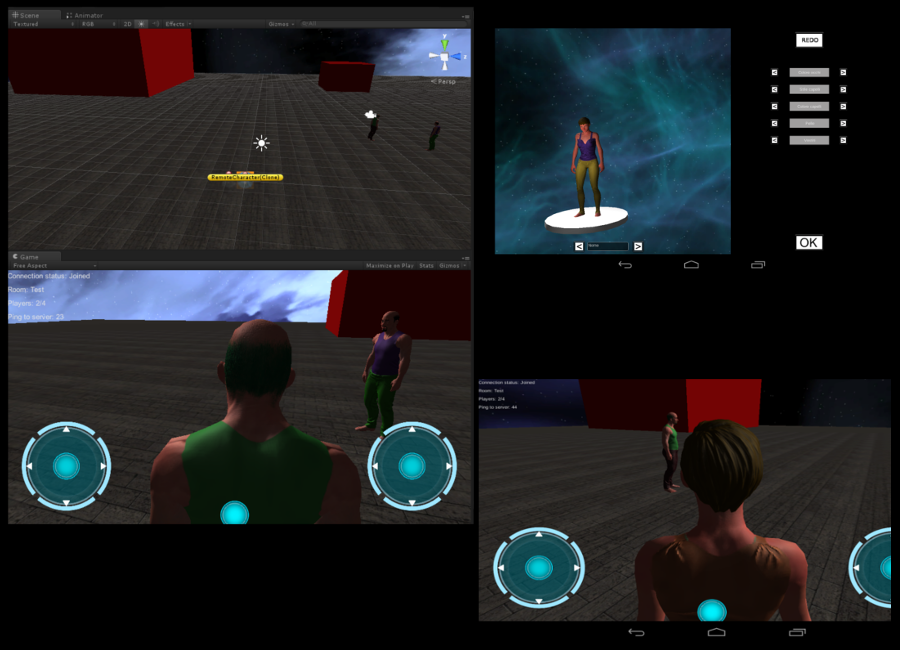 Scene Animator
Textured RGB 2D Effects Gizmos
y
z
Persp
RemoteCharacter(Clone)
Game
Free Aspect Maximize on Play Stats Gizmos
Connection status: Joined
Room: Test
Players: 2/4
Ping to server: 23
REDO
< >
< >
< >
< >
< >
< Name >
OK
Connection status: Joined
Room: Test
Players: 2/4
Ping to server: 44